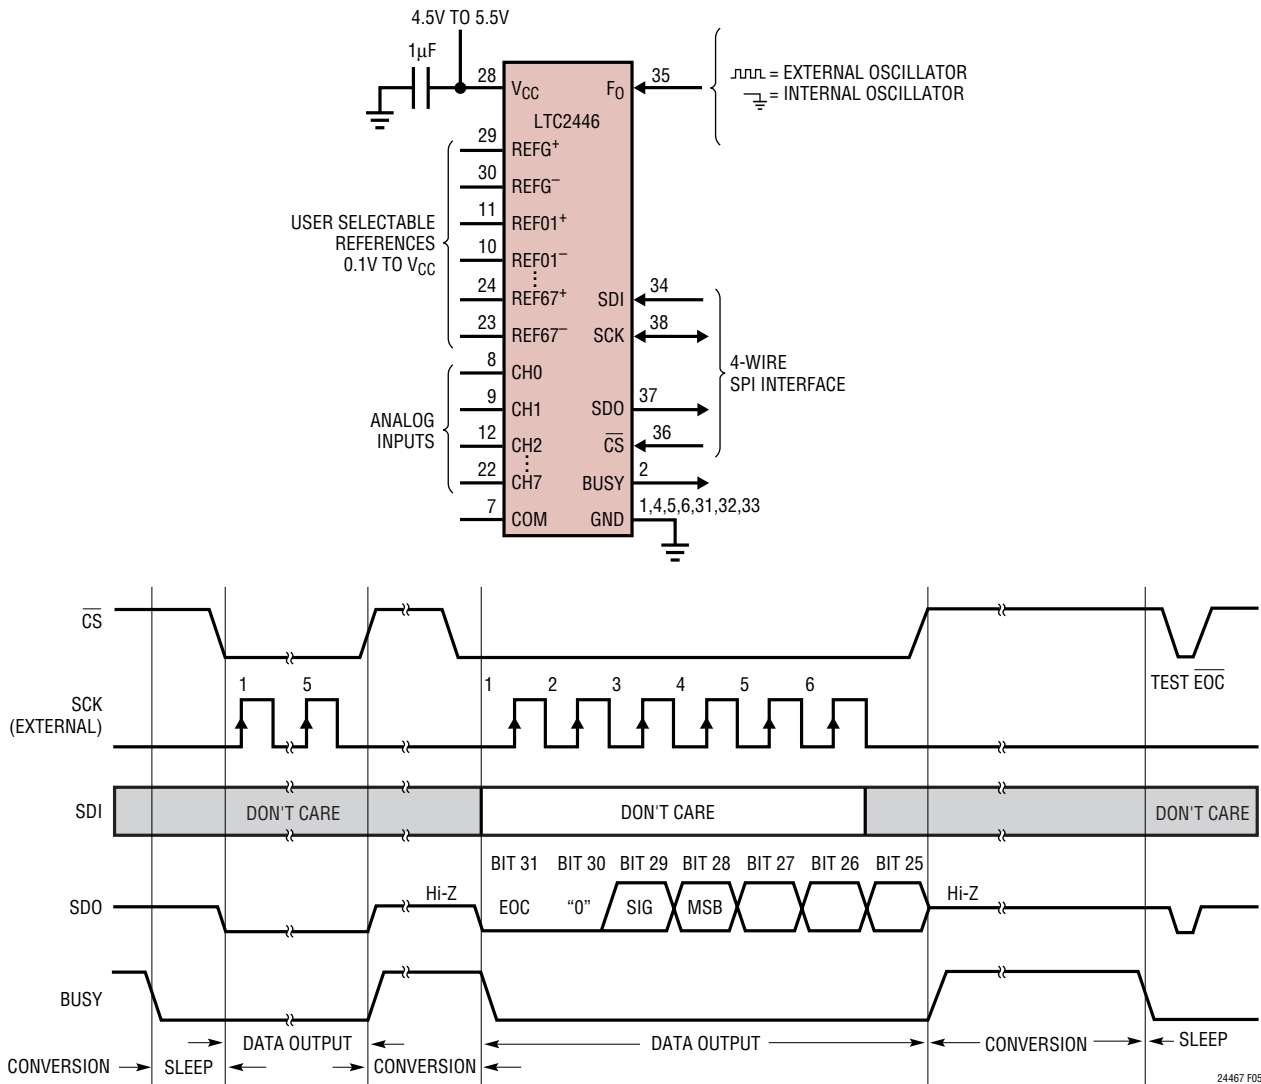 4.5V TO 5.5V
1µF
28
VCC
FO
35
= EXTERNAL OSCILLATOR
= INTERNAL OSCILLATOR
LTC2446
29
REFG+
30
REFG–
11
REF01+
10
REF01–
24
REF67+
23
REF67–
USER SELECTABLE
REFERENCES
0.1V TO VCC
8
CH0
9
CH1
12
CH2
22
CH7
ANALOG
INPUTS
7
COM
SDI
34
SCK
38
SDO
37
CS
36
4-WIRE
SPI INTERFACE
BUSY
2
GND
1,4,5,6,31,32,33
CS
TEST EOC
SCK
(EXTERNAL)
1 5 1 2 3 4 5 6
SDI
DON'T CARE
DON'T CARE
DON'T CARE
BIT 31 BIT 30 BIT 29 BIT 28 BIT 27 BIT 26 BIT 25
SDO
Hi-Z
EOC
“0”
SIG
MSB
Hi-Z
BUSY
CONVERSION
SLEEP
DATA OUTPUT
CONVERSION
DATA OUTPUT
CONVERSION
SLEEP
24467 F05